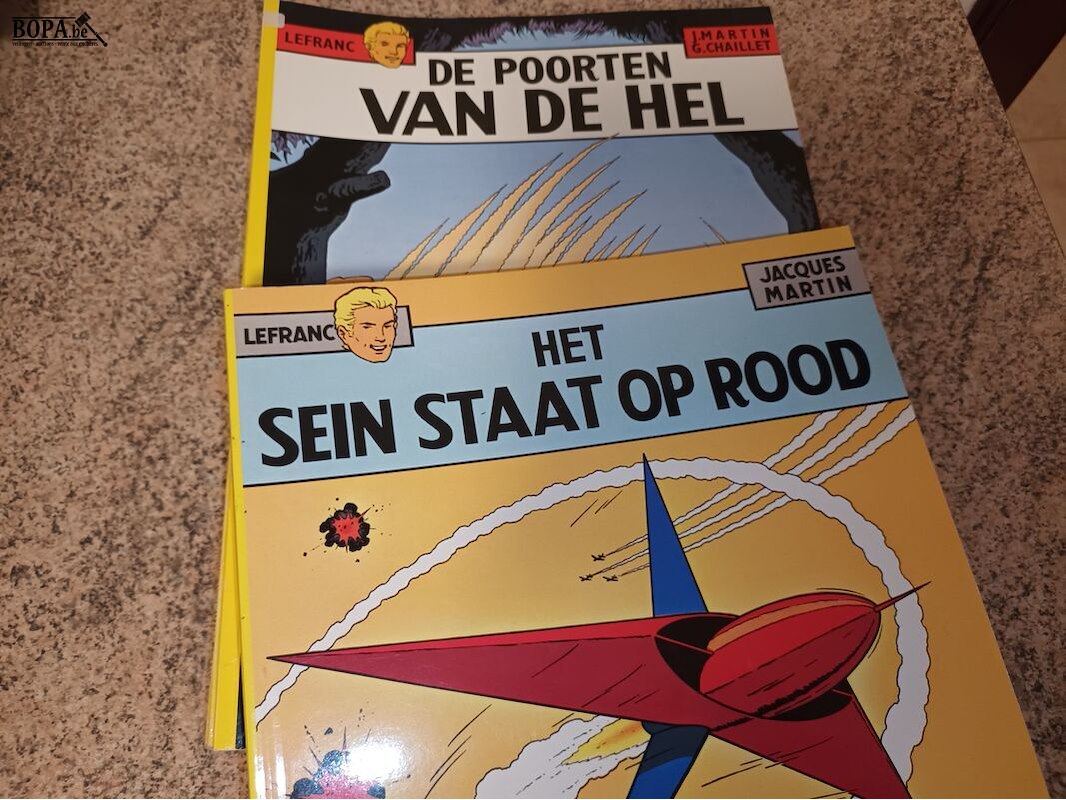 BOPA.be
LEFRANC
J.MARTIN
G.CHAILLET
DE POORTEN
VAN DE HEL
LEFRANC
JACQUES
MARTIN
HET
SEIN STAAT OP ROOD